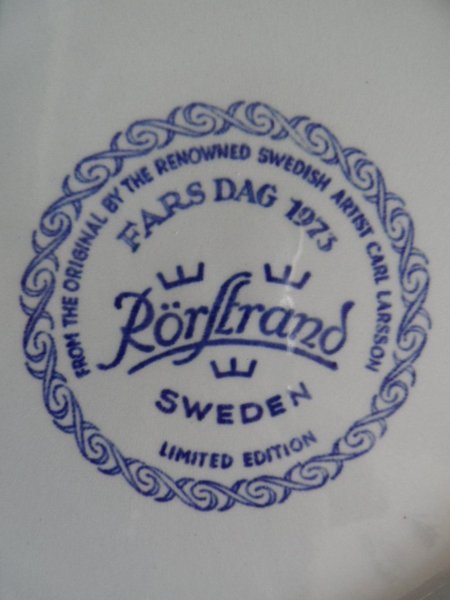 FROM THE ORIGINAL BY THE RENOWNED SWEDISH ARTIST CARL LARSSON
FARS DAG 1973
Rörstrand
SWEDEN
LIMITED EDITION